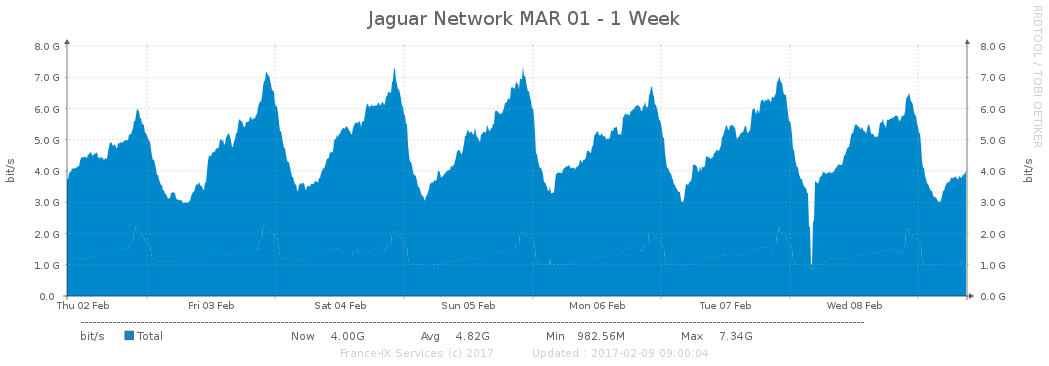 Jaguar Network MAR 01 - 1 Week
RRDTOOL / TOBI OETIKER
bit/s
8.0 G 8.0 G
7.0 G 7.0 G
6.0 G 6.0 G
5.0 G 5.0 G
4.0 G 4.0 G
3.0 G 3.0 G
2.0 G 2.0 G
1.0 G 1.0 G
0.0 0.0 G
bit/s
Thu 02 Feb Fri 03 Feb Sat 04 Feb Sun 05 Feb Mon 06 Feb Tue 07 Feb Wed 08 Feb
bit/s Total Now 4.00G Avg 4.82G Min 982.56M Max 7.34G
France-IX Services (c) 2017 Updated : 2017-02-09 09:00:04